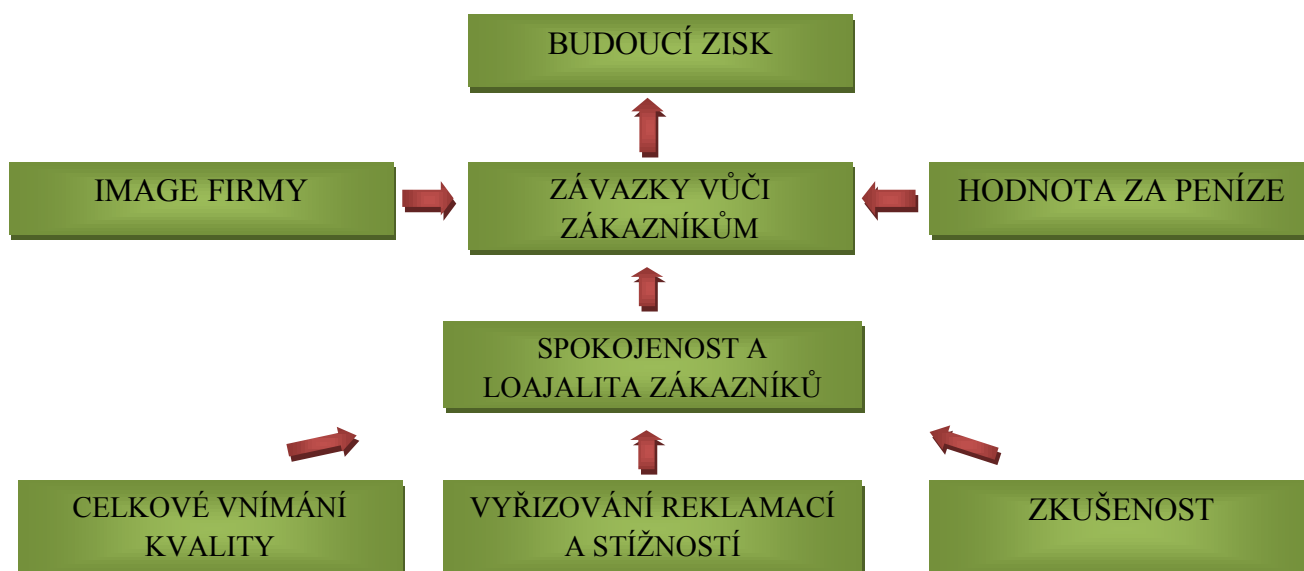 BUDOUCÍ ZISK
IMAGE FIRMY
ZÁVAZKY VŮČI
ZÁKAZNÍKŮM
HODNOTA ZA PENÍZE
SPOKOJENOST A
LOAJALITA ZÁKAZNÍKŮ
CELKOVÉ VNÍMÁNÍ
KVALITY
VYŘIZOVÁNÍ REKLAMACÍ
A STÍŽNOSTÍ
ZKUŠENOST